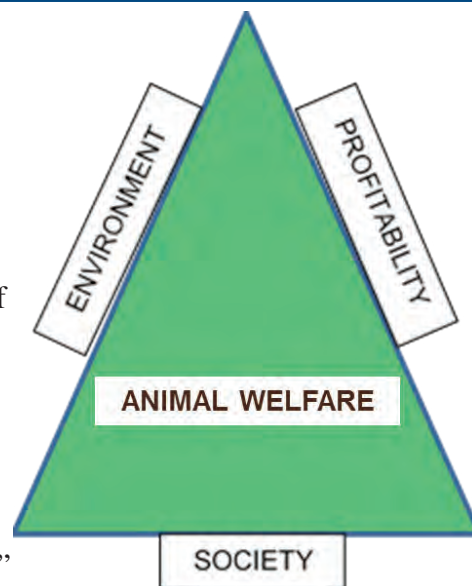 ENVIRONMENT
PROFITABILITY
f
ANIMAL WELFARE
”
SOCIETY